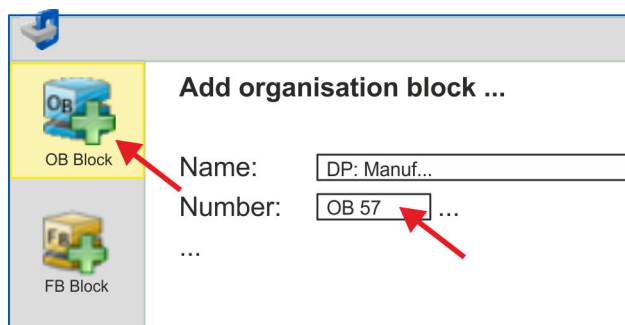 Add organisation block ...
OB
OB Block
Name: DP: Manuf...
Number: OB 57 ...
...
FB
FB Block